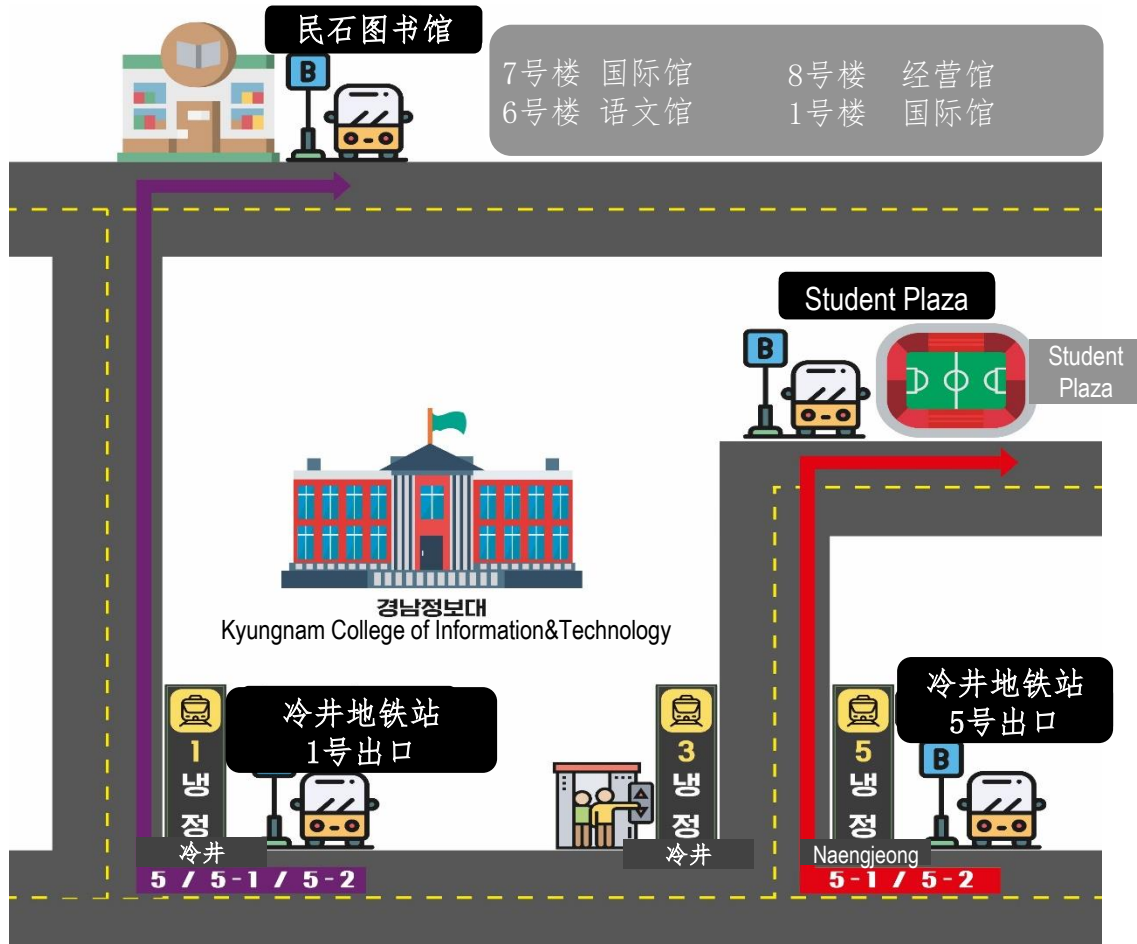 民石图书馆
B
7号楼 国际馆 8号楼 经营馆
6号楼 语文馆 1号楼 国际馆
Student Plaza
B
Student
Plaza
경남정보대
Kyungnam College of Information&Technology
冷井地铁站
1号出口
1
냉
정
冷井
5 / 5-1 / 5-2
3
냉
정
冷井
冷井地铁站
5号出口
5
냉
정
B
Naengjeong
5-1 / 5-2